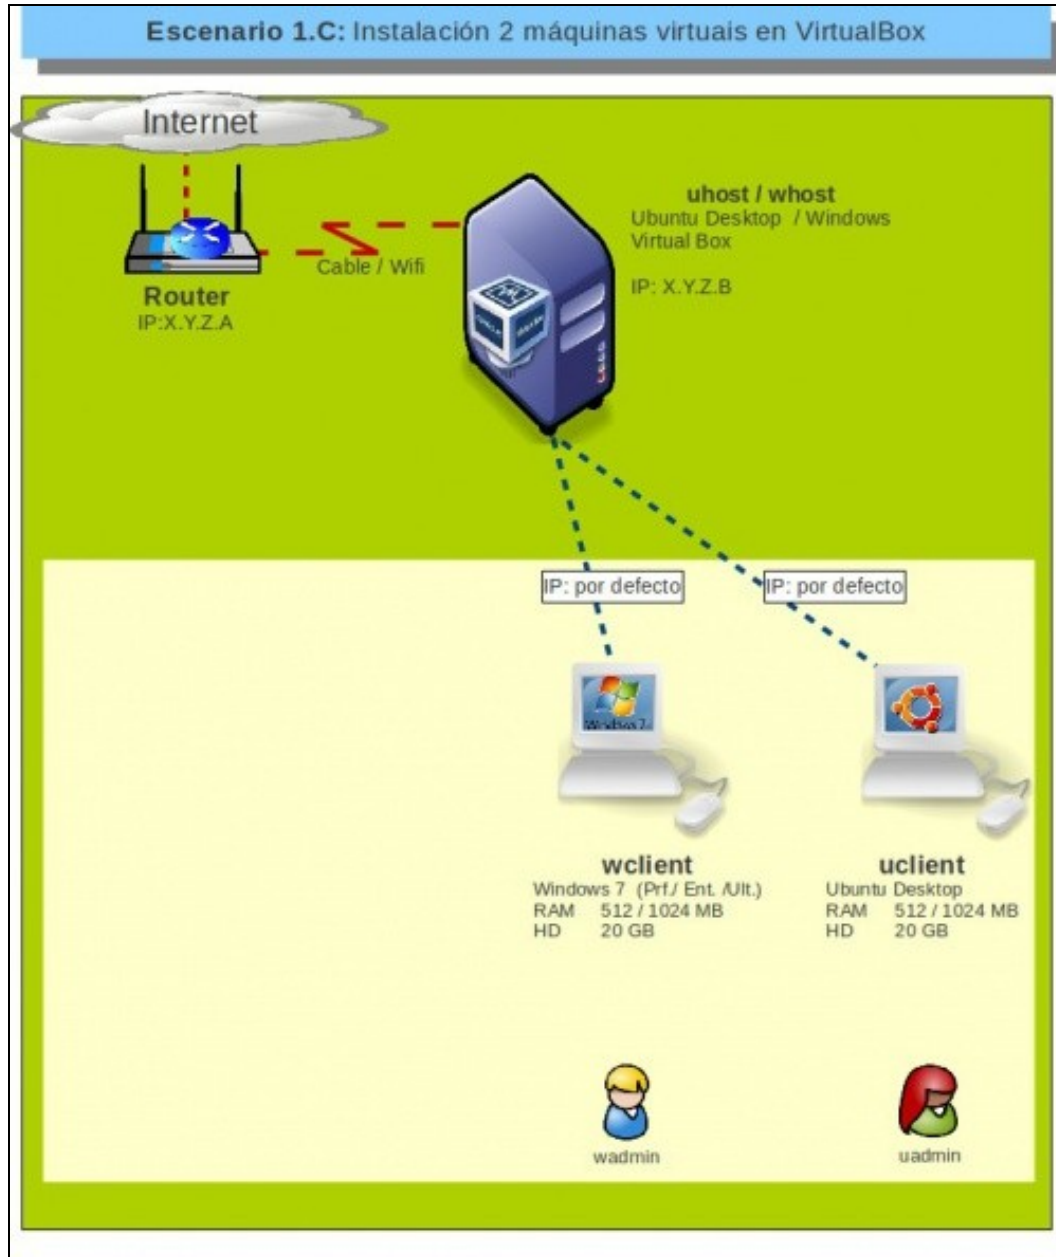 Escenario 1.C: Instalación 2 máquinas virtuais en VirtualBox
Internet
uhost / whost
Ubuntu Desktop / Windows
Virtual Box
IP: X.Y.Z.B
Cable / Wifi
Router
IP:X.Y.Z.A
IP: por defecto
IP: por defecto
Windows 7
wclient
Windows 7 (Prf./ Ent. /Ult.)
RAM 512 / 1024 MB
HD 20 GB
uclient
Ubuntu Desktop
RAM 512 / 1024 MB
HD 20 GB
wadmin
uadmin